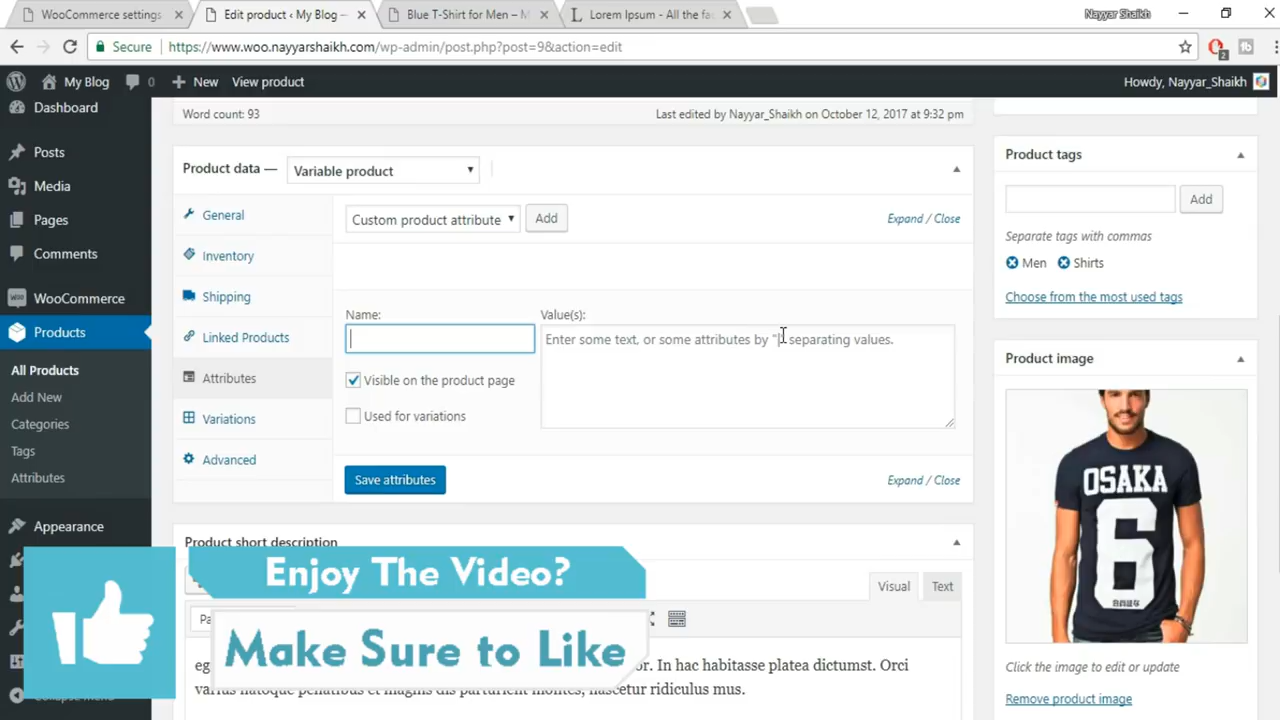 WooCommerce settings
Edit product ‹ My Blog —
Blue T-Shirt for Men – M
Lorem Ipsum - All the fa
Nayyar Shaikh
Secure
https://www.woo.nayyarshaikh.com/wp-admin/post.php?post=9&action=edit
2
My Blog
0
New
View product
Howdy, Nayyar_Shaikh
Dashboard
Posts
Media
Pages
Comments
WooCommerce
Products
All Products
Add New
Categories
Tags
Attributes
Appearance
Word count: 93
Last edited by Nayyar_Shaikh on October 12, 2017 at 9:32 pm
Product data —
Variable product
General
Inventory
Shipping
Linked Products
Attributes
Variations
Advanced
Custom product attribute
Add
Expand / Close
Name:
Value(s):
Enter some text, or some attributes by "|" separating values.
Visible on the product page
Used for variations
Save attributes
Expand / Close
Product short description
Visual
Text
Enjoy The Video?
Make Sure to Like
or. In hac habitasse platea dictumst. Orci
varius natoque penatibus et magnis dis parturient montes, nascetur ridiculus mus.
Product tags
Add
Separate tags with commas
Men
Shirts
Choose from the most used tags
Product image
OSAKA
6
Click the image to edit or update
Remove product image